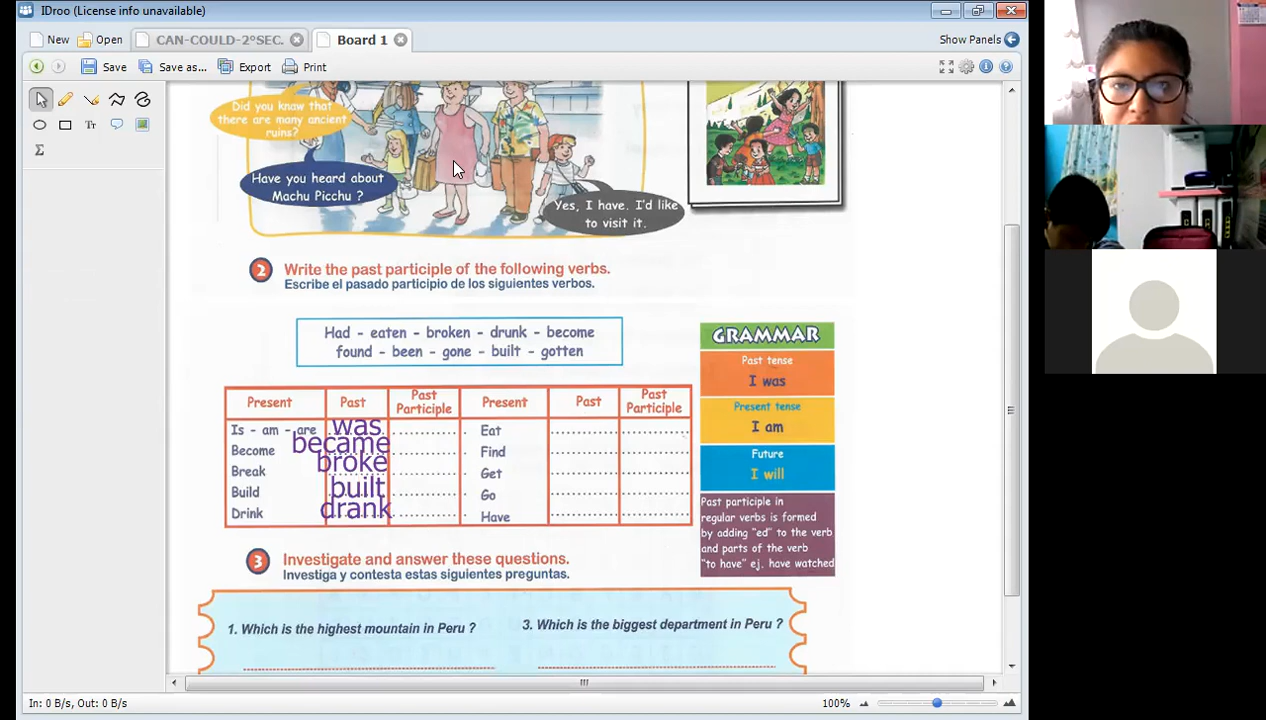 IDroo (License info unavailable)
New Open CAN-COULD-2°SEC. Board 1 Show Panels
Save Save as... Export Print
Tr
Σ
Did you know that
there are many ancient
ruins?
Have you heard about
Machu Picchu ?
Yes, I have. I'd like
to visit it.
2 Write the past participle of the following verbs.
Escribe el pasado participio de los siguientes verbos.
Had - eaten - broken - drunk - become
found - been - gone - built - gotten
Present Past Past Participle Present Past Past Participle
Is - am - are was Eat
Become became Find
Break broke Get
Build built Go
Drink drank Have
GRAMMAR
Past tense
I was
Present tense
I am
Future
I will
Past participle in
regular verbs is formed
by adding "ed" to the verb
and parts of the verb
"to have" ej. have watched
3 Investigate and answer these questions.
Investiga y contesta estas siguientes preguntas.
1. Which is the highest mountain in Peru ?
3. Which is the biggest department in Peru ?
In: 0 B/s, Out: 0 B/s 100%